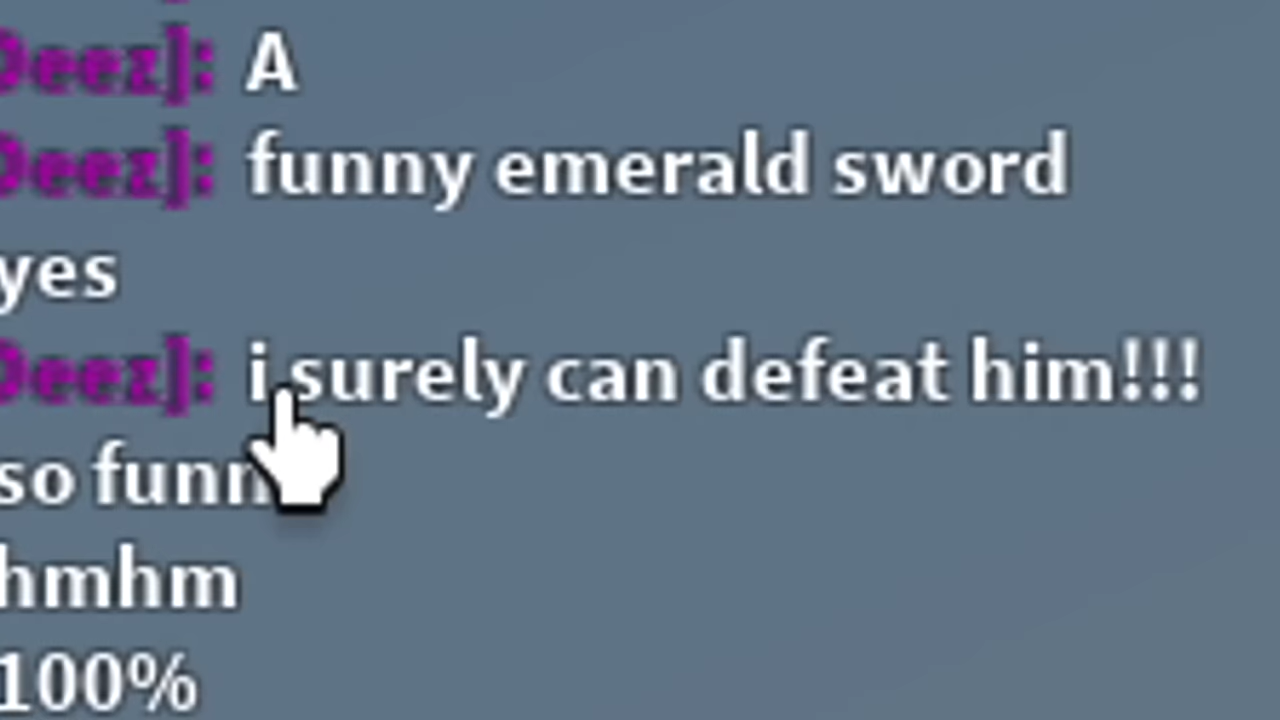 Deez]: A
Deez]: funny emerald sword
yes
Deez]: i surely can defeat him!!!
so funn
hmhm
100%